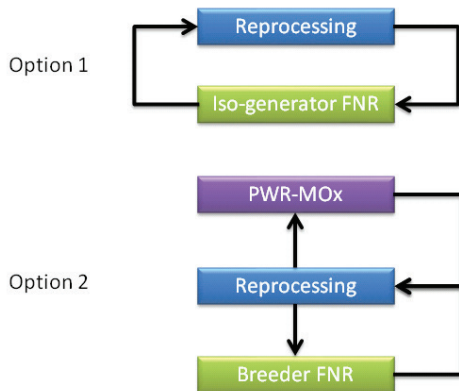 Option 1
Reprocessing
Iso-generator FNR
Option 2
PWR-MOx
Reprocessing
Breeder FNR